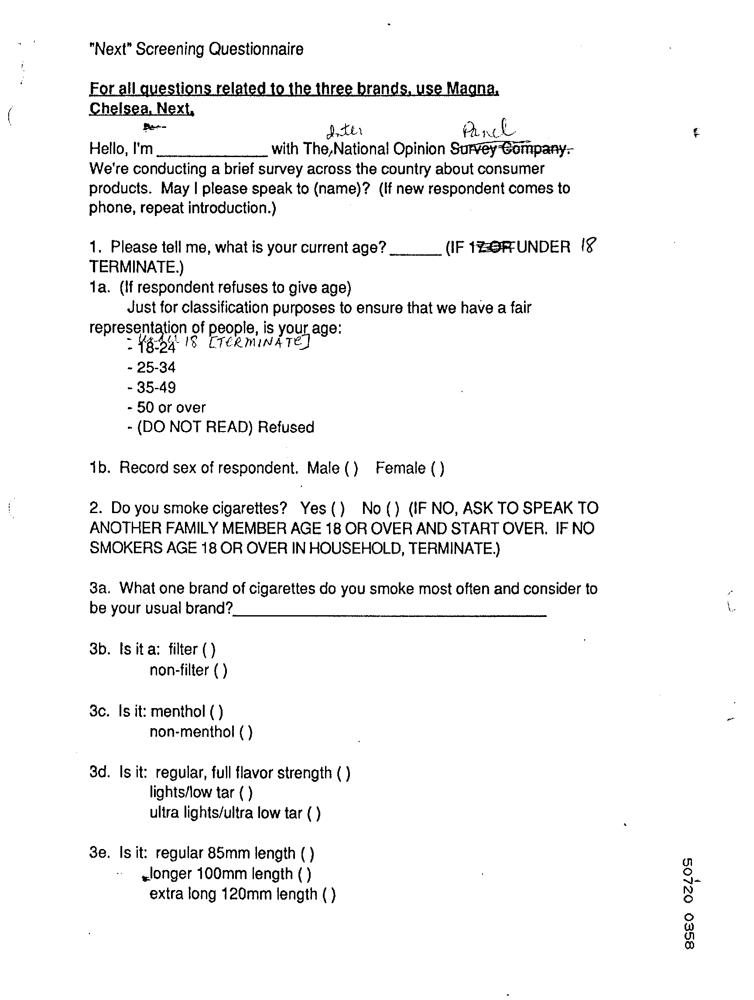 "Next" Screening Questionnaire
For all questions related to the three brands, use Magna,
Chelsea, Next.
Inter Panel
Hello, I'm ____________ with The National Opinion Survey Company.
We're conducting a brief survey across the country about consumer
products. May I please speak to (name)? (If new respondent comes to
phone, repeat introduction.)
1. Please tell me, what is your current age? ______ (IF 17 OR UNDER 18
TERMINATE.)
1a. (If respondent refuses to give age)
Just for classification purposes to ensure that we have a fair
representation of people, is your age:
18 [TERMINATE]
- 18-24
- 25-34
- 35-49
- 50 or over
- (DO NOT READ) Refused
1b. Record sex of respondent. Male ( ) Female ( )
2. Do you smoke cigarettes? Yes ( ) No ( ) (IF NO, ASK TO SPEAK TO
ANOTHER FAMILY MEMBER AGE 18 OR OVER AND START OVER. IF NO
SMOKERS AGE 18 OR OVER IN HOUSEHOLD, TERMINATE.)
3a. What one brand of cigarettes do you smoke most often and consider to
be your usual brand?____________________________________
3b. Is it a: filter ( )
non-filter ( )
3c. Is it: menthol ( )
non-menthol ( )
3d. Is it: regular, full flavor strength ( )
lights/low tar ( )
ultra lights/ultra low tar ( )
3e. Is it: regular 85mm length ( )
longer 100mm length ( )
extra long 120mm length ( )
50720 0358